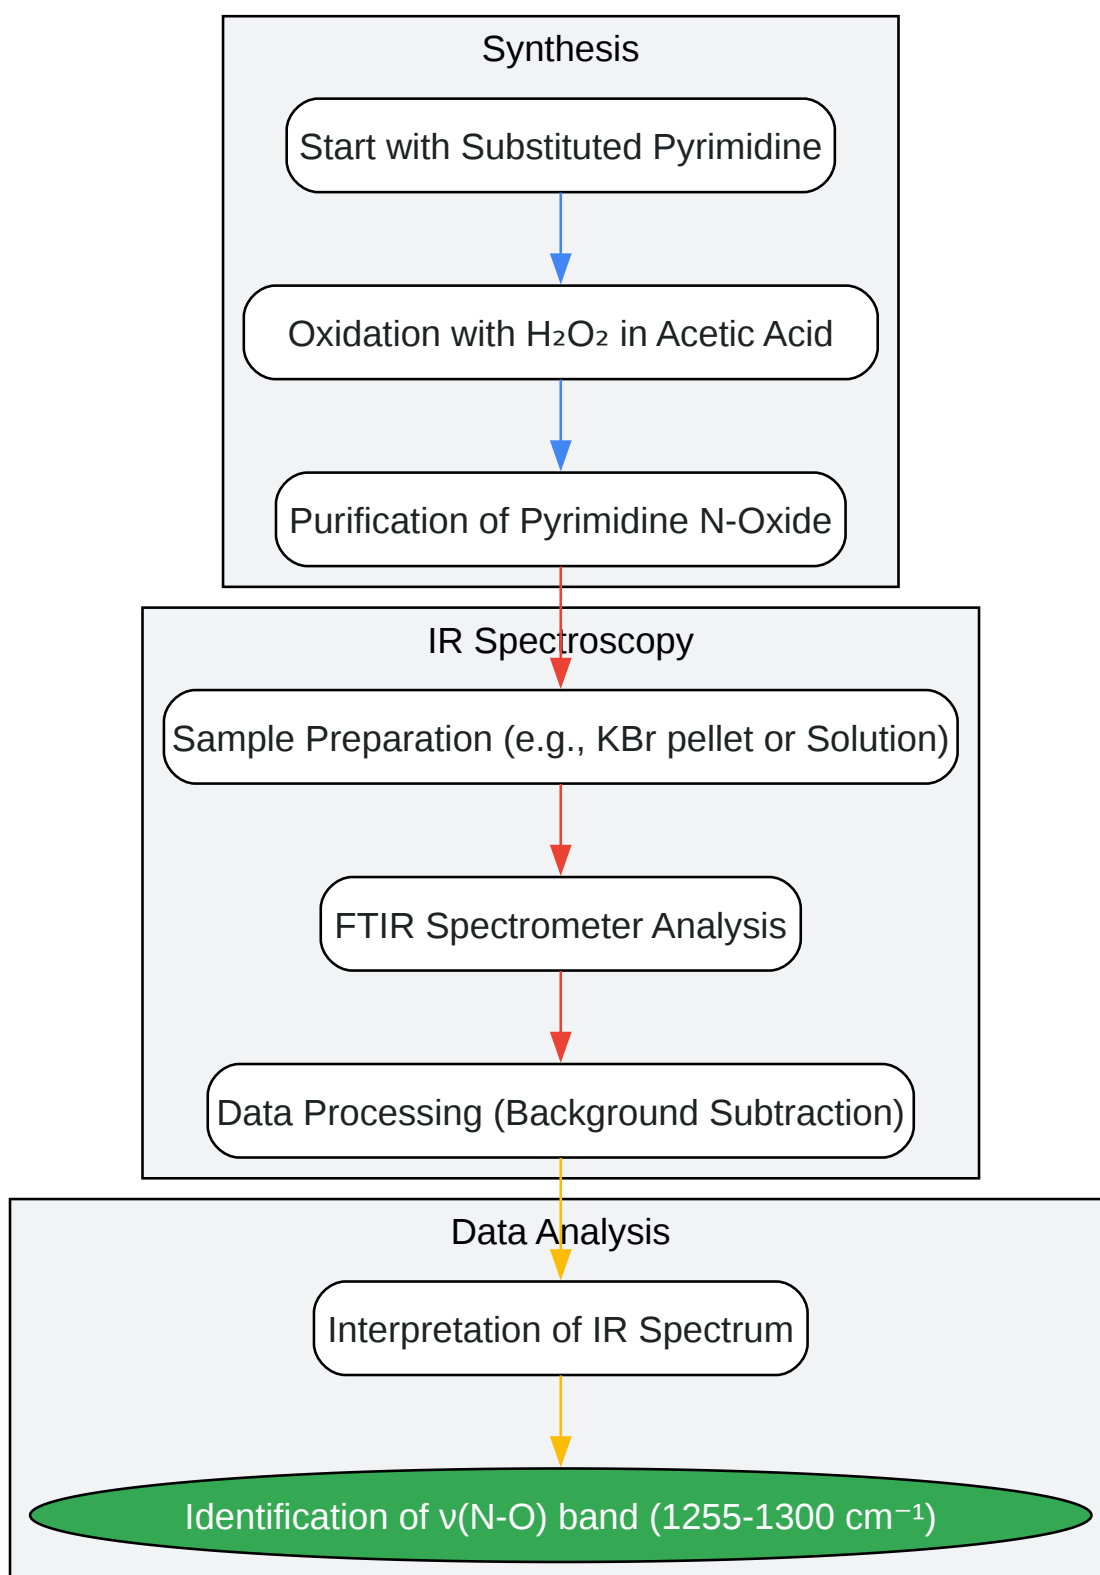 Synthesis
Start with Substituted Pyrimidine
Oxidation with H₂O₂ in Acetic Acid
Purification of Pyrimidine N-Oxide
IR Spectroscopy
Sample Preparation (e.g., KBr pellet or Solution)
FTIR Spectrometer Analysis
Data Processing (Background Subtraction)
Data Analysis
Interpretation of IR Spectrum
Identification of ν(N-O) band (1255-1300 cm⁻¹)